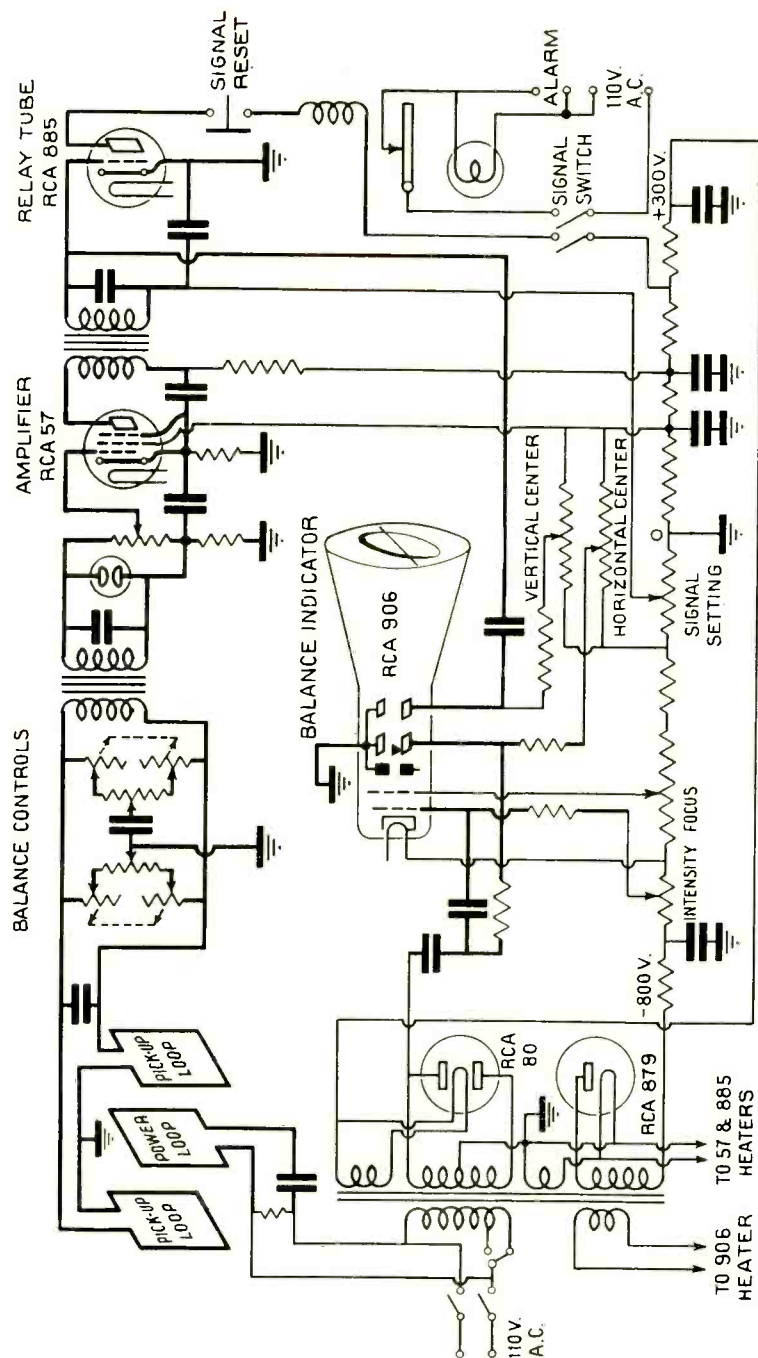 BALANCE CONTROLS
AMPLIFIER
RCA 57
RELAY TUBE
RCA 885
SIGNAL
RESET
PICK-UP
LOOP
POWER
LOOP
PICK-UP
LOOP
BALANCE INDICATOR
RCA 906
ALARM
110 V.
A.C.
SIGNAL
SWITCH
+300V.
VERTICAL CENTER
HORIZONTAL CENTER
SIGNAL
SETTING
O
INTENSITY FOCUS
-800V.
RCA
80
RCA 879
110V.
A.C.
TO 906
HEATER
TO 57 & 885
HEATERS